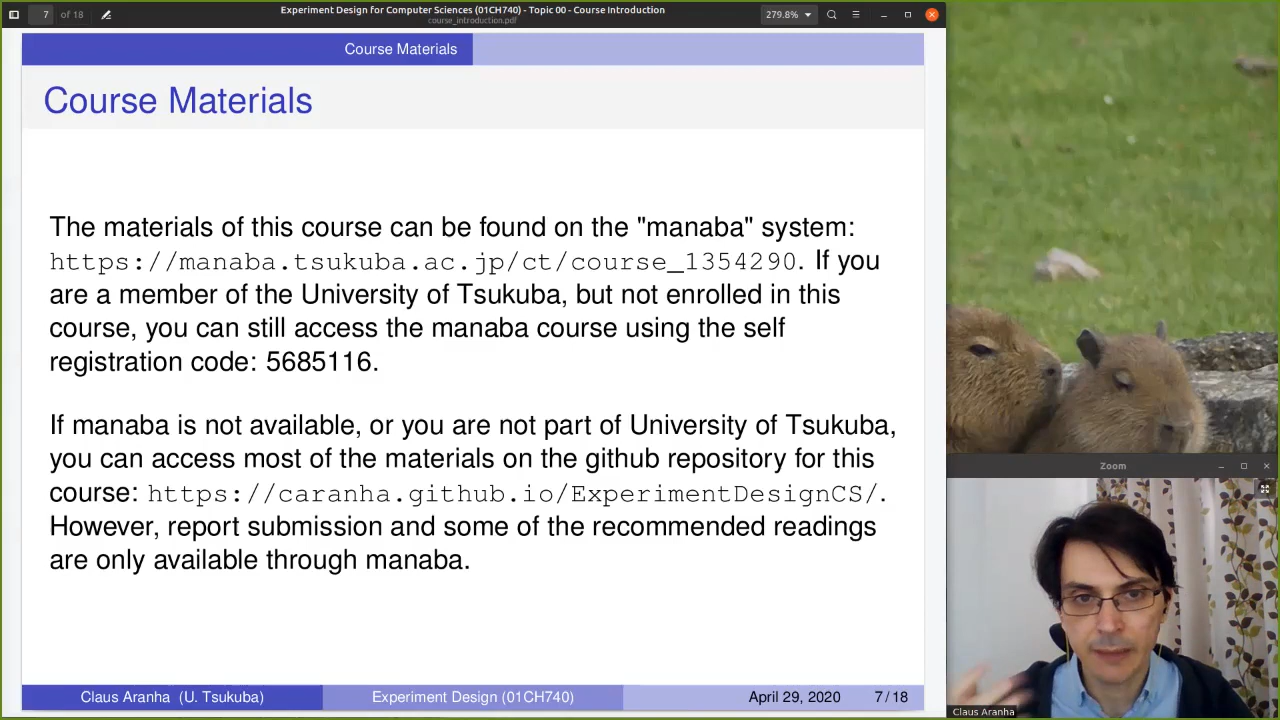 7 of 18
Experiment Design for Computer Sciences (01CH740) - Topic 00 - Course Introduction
course_introduction.pdf
279.8%
Course Materials
Course Materials
The materials of this course can be found on the "manaba" system:
https://manaba.tsukuba.ac.jp/ct/course_1354290. If you
are a member of the University of Tsukuba, but not enrolled in this
course, you can still access the manaba course using the self
registration code: 5685116.
If manaba is not available, or you are not part of University of Tsukuba,
you can access most of the materials on the github repository for this
course: https://caranha.github.io/ExperimentDesignCS/.
However, report submission and some of the recommended readings
are only available through manaba.
Claus Aranha (U. Tsukuba) Experiment Design (01CH740) April 29, 2020 7 / 18
Zoom
Claus Aranha